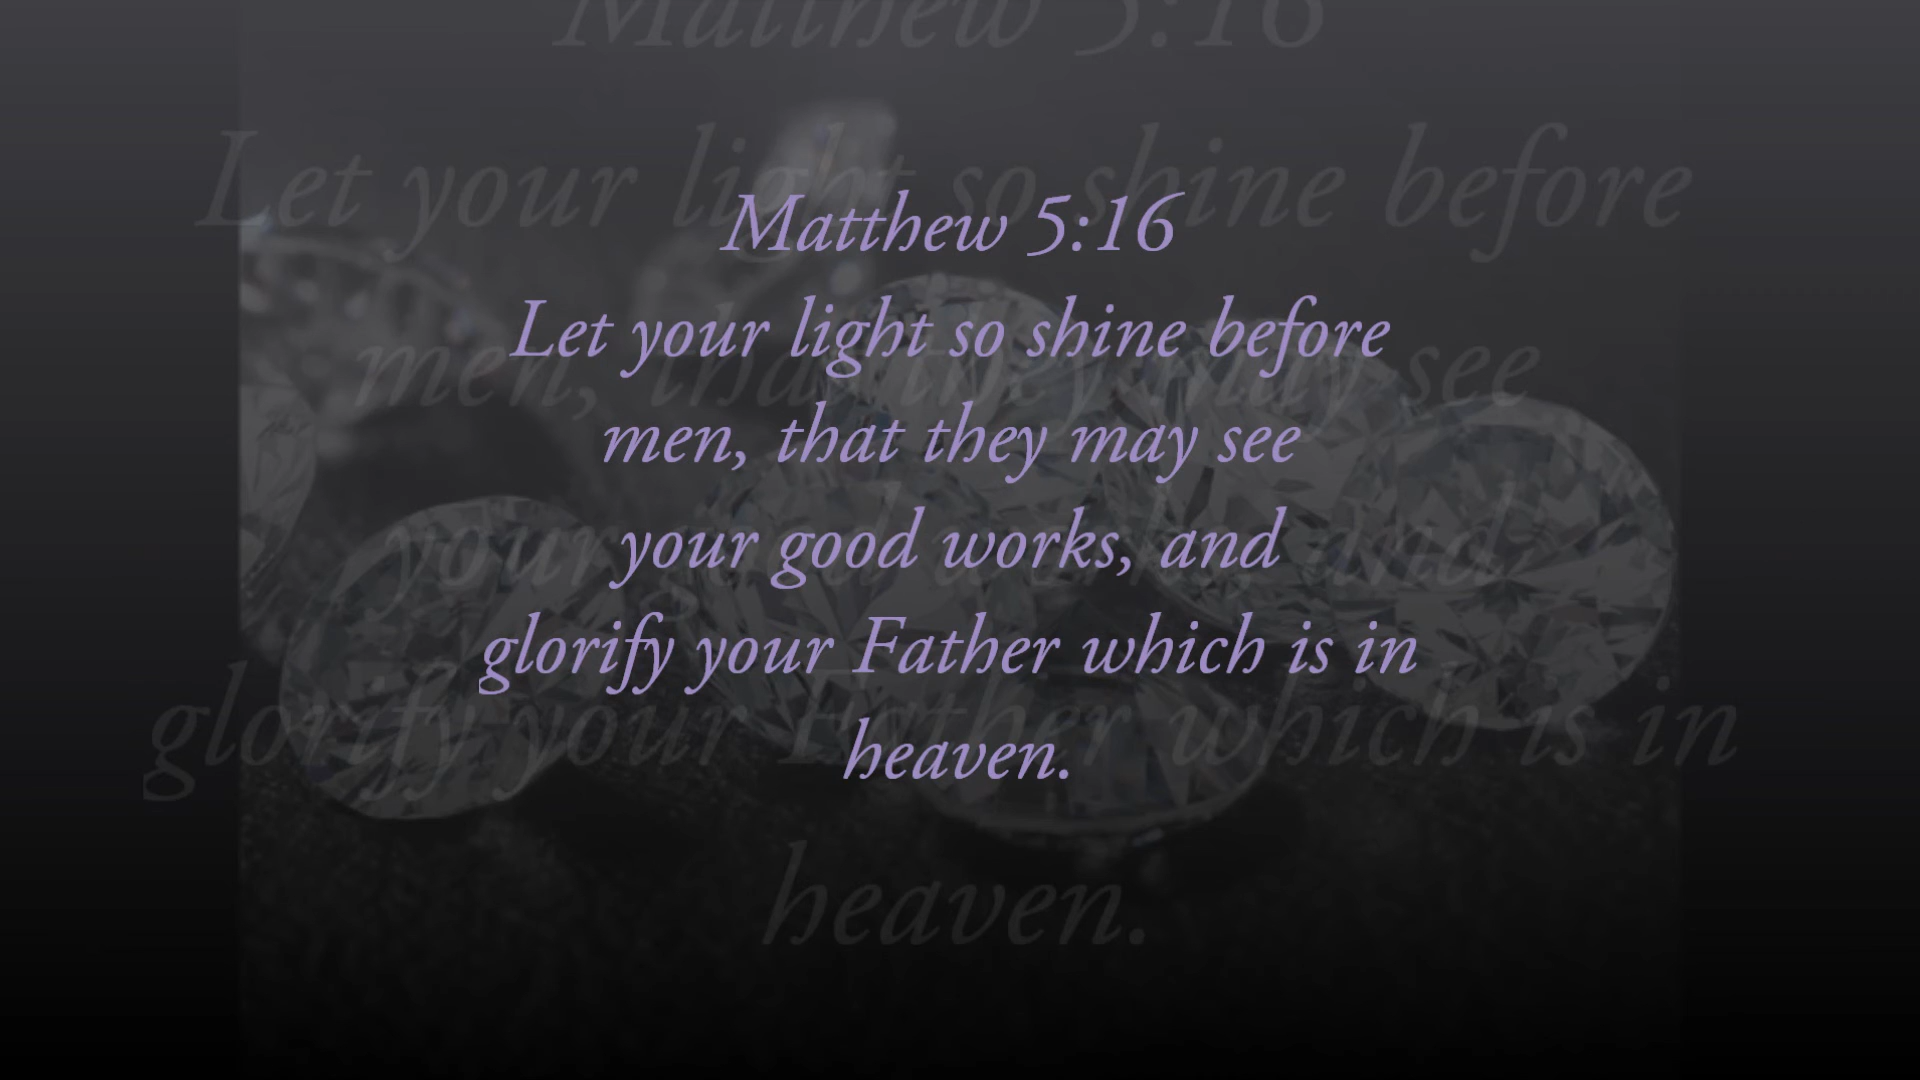 Matthew 5:16
Let your light so shine before
men, that they may see
your good works, and
glorify your Father which is in
heaven.